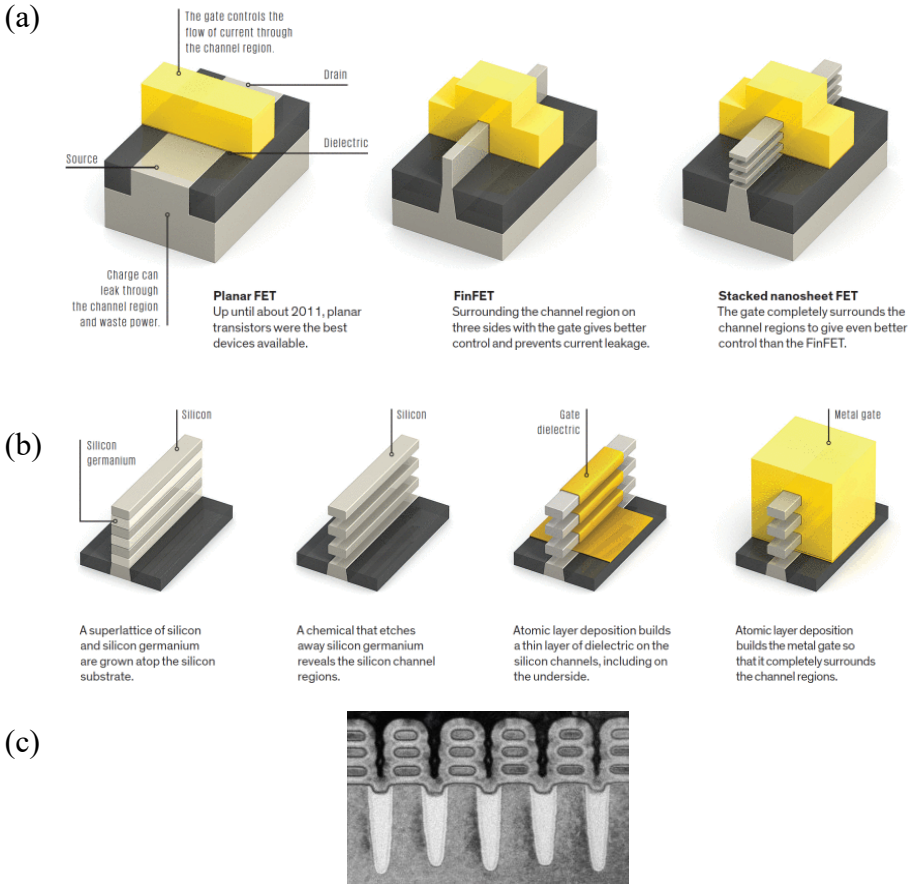 (a)
The gate controls the
flow of current through
the channel region.
Drain
Dielectric
Source
Charge can
leak through
the channel region
and waste power.
Planar FET
Up until about 2011, planar
transistors were the best
devices available.
FinFET
Surrounding the channel region on
three sides with the gate gives better
control and prevents current leakage.
Stacked nanosheet FET
The gate completely surrounds the
channel regions to give even better
control than the FinFET.
(b)
Silicon
Silicon
germanium
Silicon
Gate
dielectric
Metal gate
A superlattice of silicon
and silicon germanium
are grown atop the silicon
substrate.
A chemical that etches
away silicon germanium
reveals the silicon channel
regions.
Atomic layer deposition builds
a thin layer of dielectric on the
silicon channels, including on
the underside.
Atomic layer deposition
builds the metal gate so
that it completely surrounds
the channel regions.
(c)